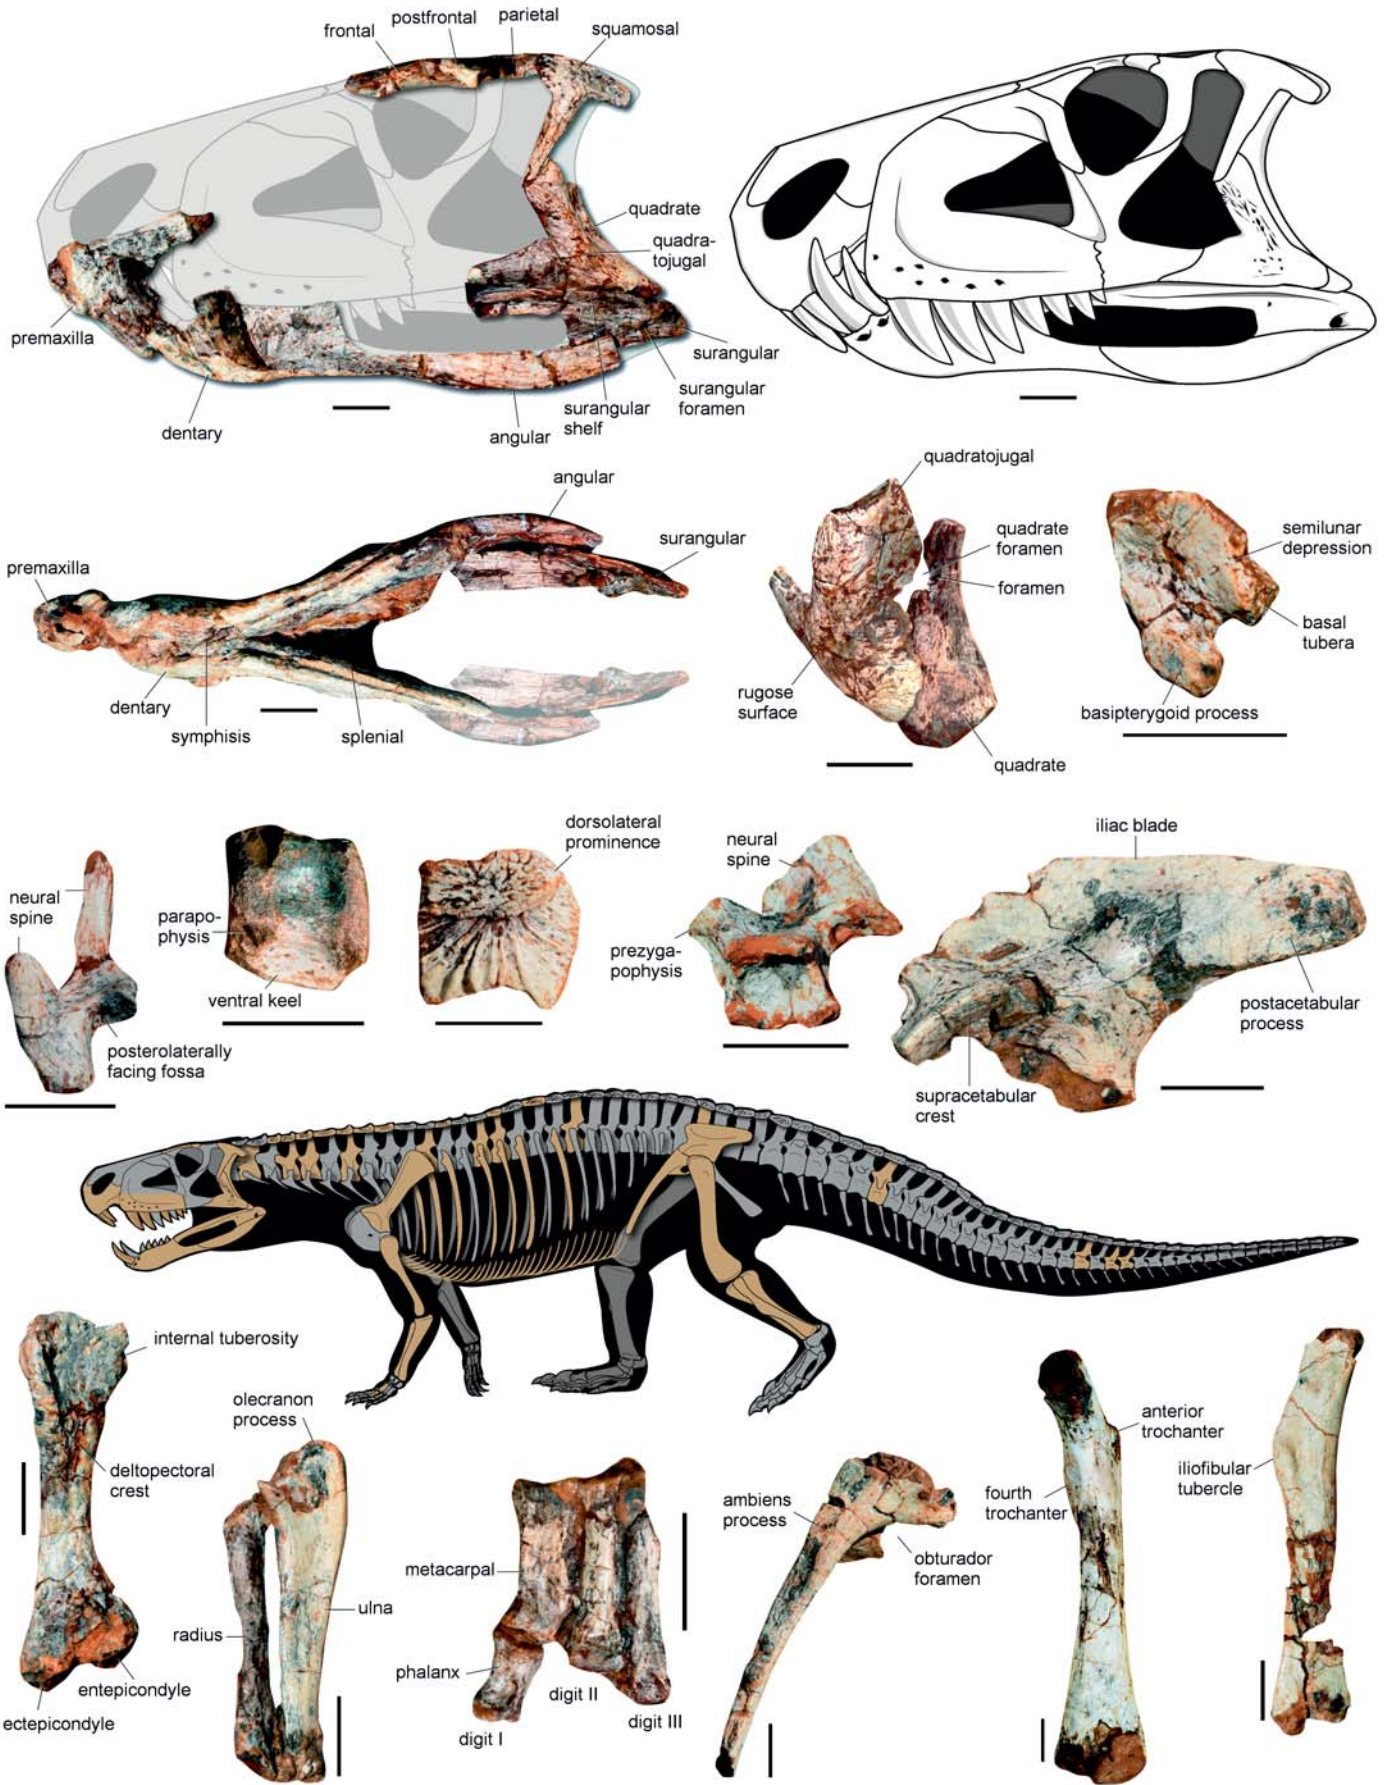 frontal
postfrontal
parietal
squamosal
quadrate
quadra-
tojugal
premaxilla
surangular
surangular
foramen
surangular
shelf
angular
dentary
angular
surangular
premaxilla
dentary
symphisis
splenial
quadratojugal
quadrate
foramen
foramen
rugose
surface
quadrate
semilunar
depression
basal
tubera
basipterygoid process
neural
spine
posterolaterally
facing fossa
parapo-
physis
ventral keel
dorsolateral
prominence
neural
spine
prezyga-
pophysis
iliac blade
postacetabular
process
supracetabular
crest
internal tuberosity
deltopectoral
crest
entepicondyle
ectepicondyle
olecranon
process
ulna
radius
metacarpal
phalanx
digit I
digit II
digit III
ambiens
process
obturador
foramen
anterior
trochanter
fourth
trochanter
iliofibular
tubercle